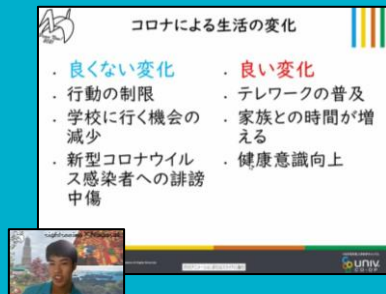 コロナによる生活の変化
・良くない変化
・行動の制限
・学校に行く機会の
減少
・新型コロナウイル
ス感染者への誹謗
中傷
・良い変化
・テレワークの普及
・家族との時間が増
える
・健康意識向上
univ.
CO-OP